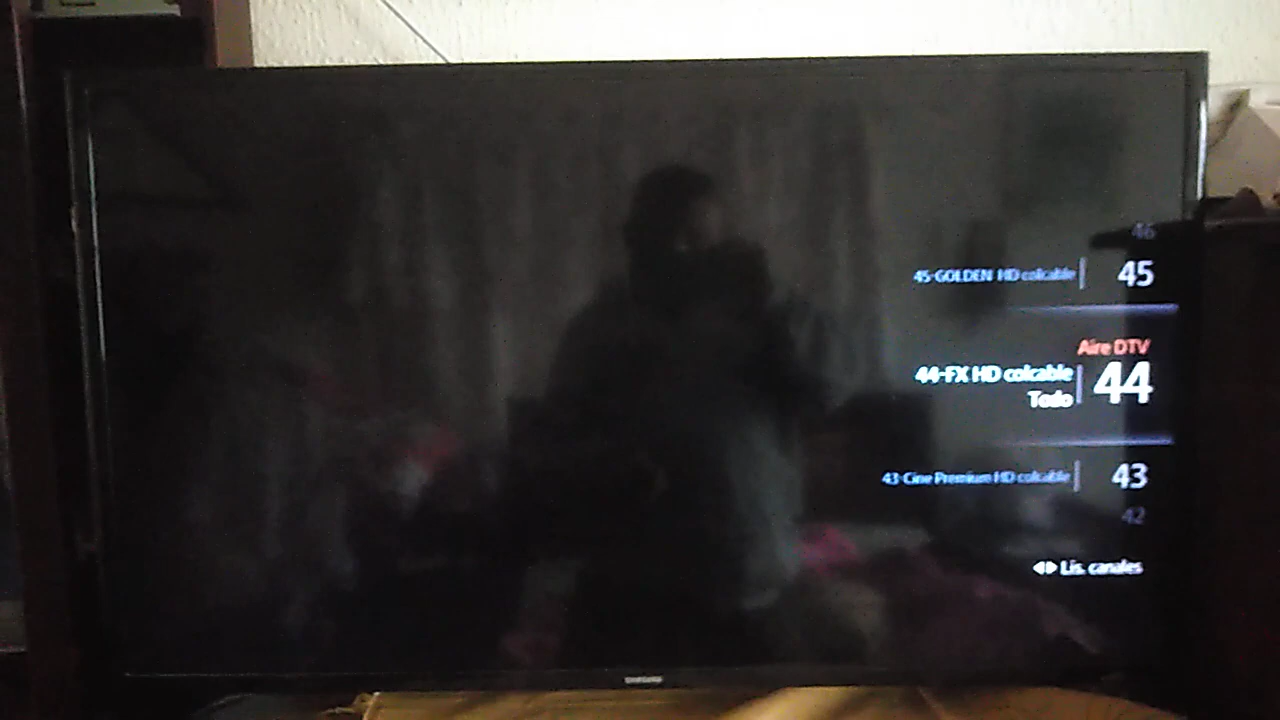 46
45-GOLDEN HD colcable | 45
Aire DTV
44-FX HD colcable | 44
Todo
43-Cine Premium HD colcable | 43
42
◄► Lis. canales
SAMSUNG